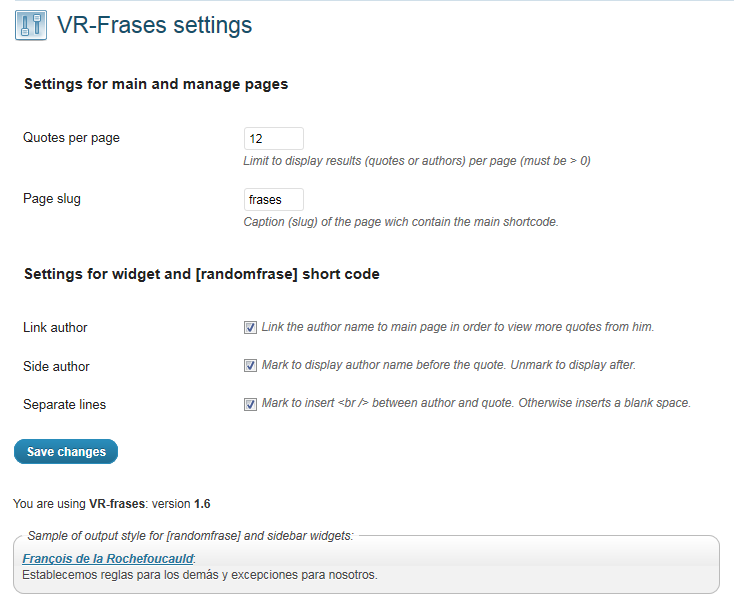 VR-Frases settings
Settings for main and manage pages
Quotes per page
12
Limit to display results (quotes or authors) per page (must be > 0)
Page slug
frases
Caption (slug) of the page wich contain the main shortcode.
Settings for widget and [randomfrase] short code
Link author
Link the author name to main page in order to view more quotes from him.
Side author
Mark to display author name before the quote. Unmark to display after.
Separate lines
Mark to insert <br /> between author and quote. Otherwise inserts a blank space.
Save changes
You are using VR-frases: version 1.6
Sample of output style for [randomfrase] and sidebar widgets:
François de la Rochefoucauld:
Establecemos reglas para los demás y excepciones para nosotros.